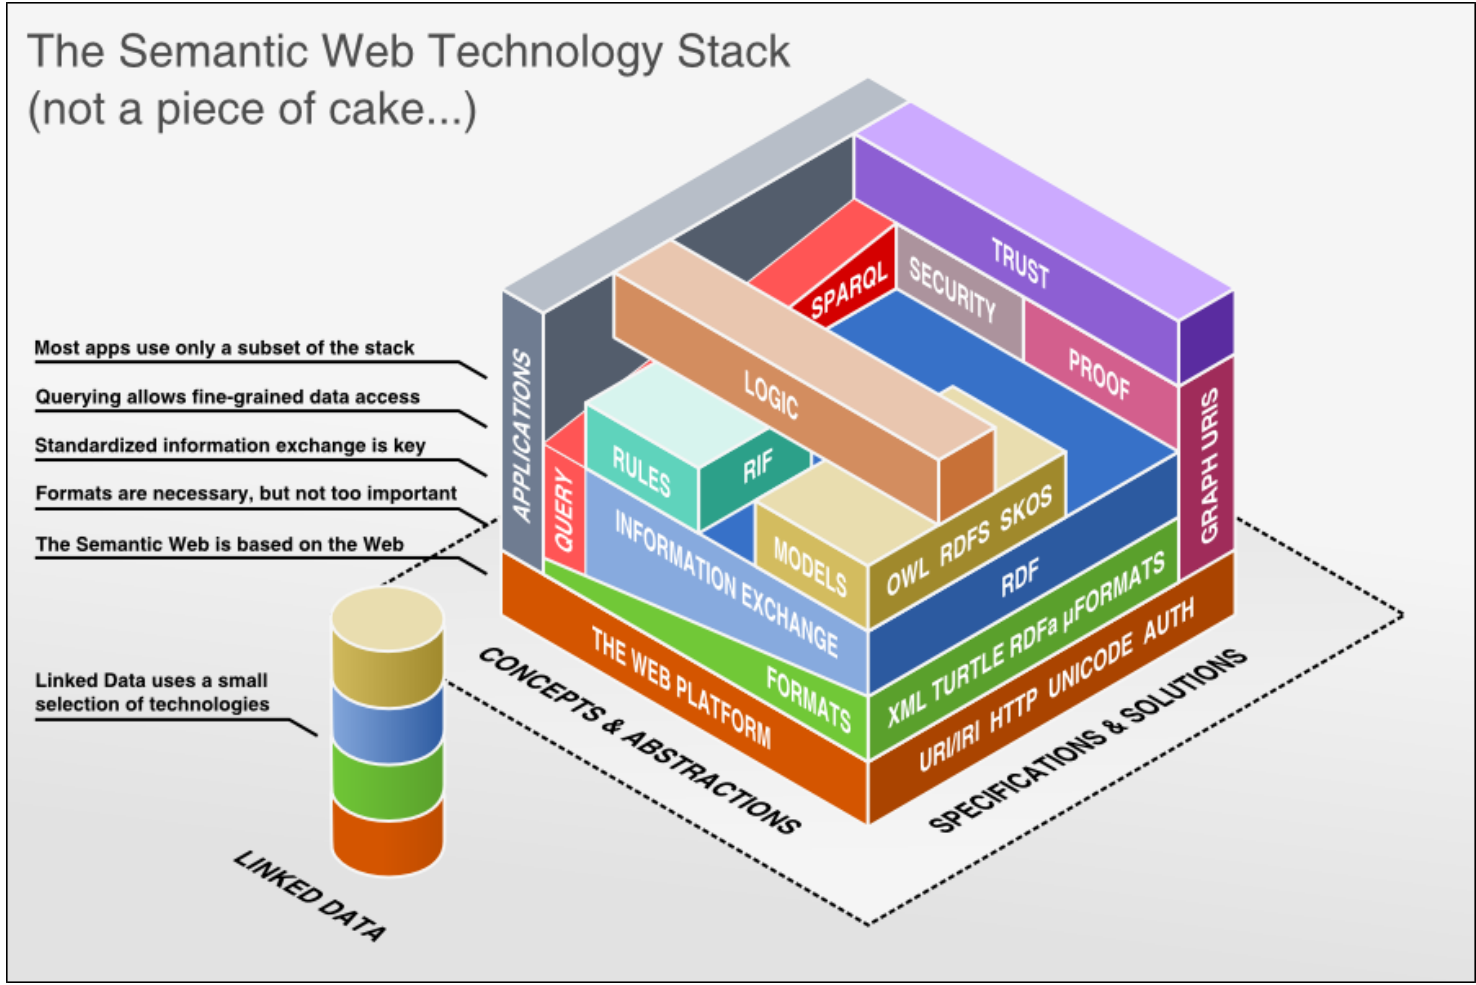 The Semantic Web Technology Stack
(not a piece of cake...)
Most apps use only a subset of the stack
Querying allows fine-grained data access
Standardized information exchange is key
Formats are necessary, but not too important
The Semantic Web is based on the Web
Linked Data uses a small
selection of technologies
LINKED DATA
APPLICATIONS
QUERY
RULES
RIF
LOGIC
SPARQL
SECURITY
TRUST
PROOF
GRAPH URIS
INFORMATION EXCHANGE
MODELS
OWL RDFS SKOS
RDF
FORMATS
XML TURTLE RDFa µFORMATS
THE WEB PLATFORM
URI/IRI HTTP UNICODE AUTH
CONCEPTS & ABSTRACTIONS
SPECIFICATIONS & SOLUTIONS